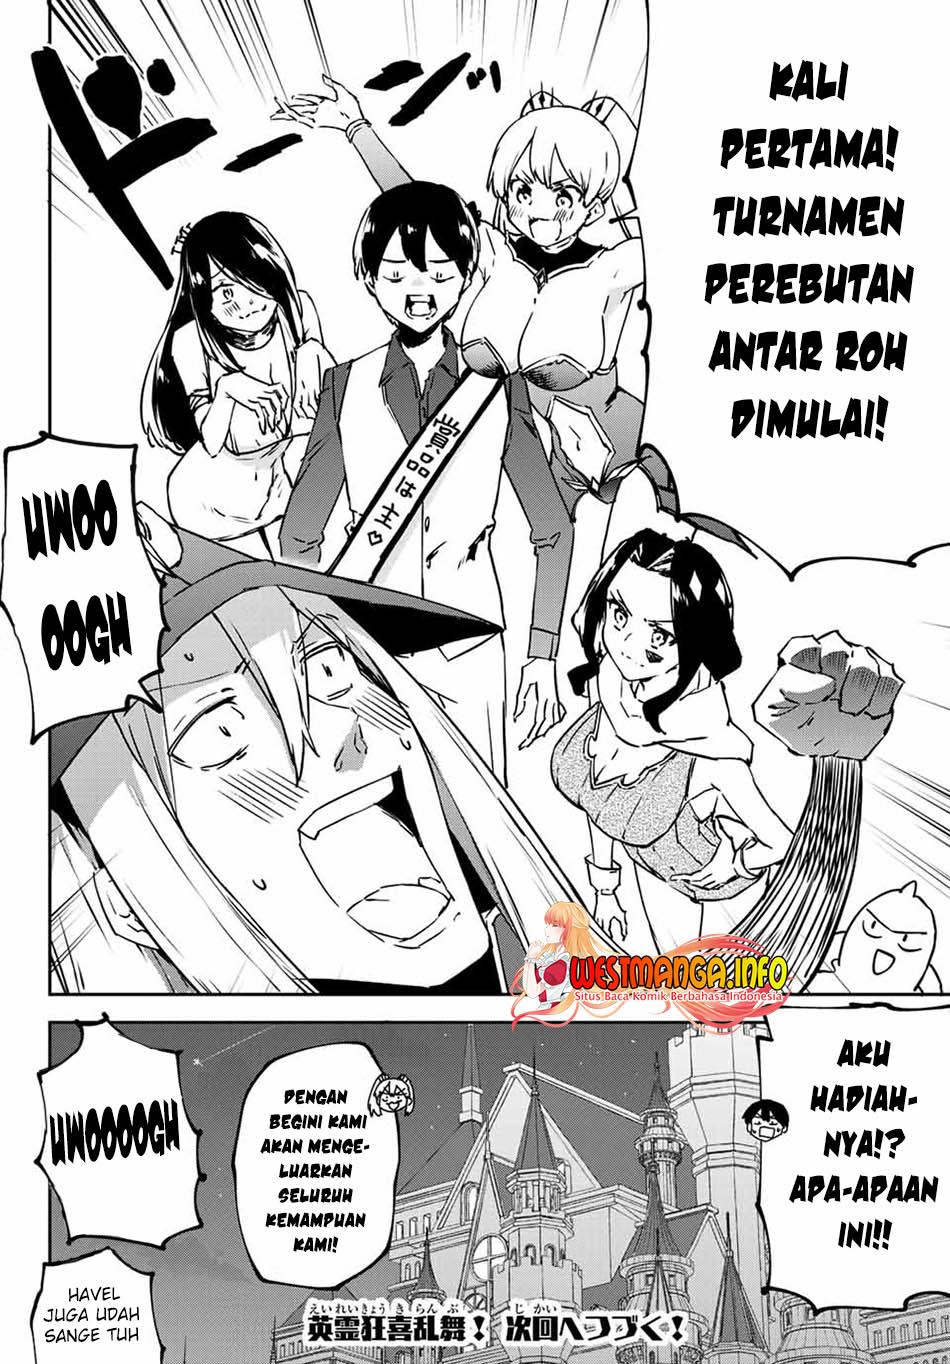 KALI
PERTAMA!
TURNAMEN
PEREBUTAN
ANTAR ROH
DIMULAI!
ドーン
賞品は主♡
UWOO
OOGH
WESTMANGA.INFO
Situs Baca Komik Berbahasa Indonesia
AKU
HADIAH-
NYA!?
APA-APAAN
INI!!
DENGAN
BEGINI KAMI
AKAN MENGE-
LUARKAN
SELURUH
KEMAMPUAN
KAMI!
UWOOOOGH
HAVEL
JUGA UDAH
SANGE TUH
えいれいきょうきらんぶ じかい
英霊狂喜乱舞! 次回へつづく!